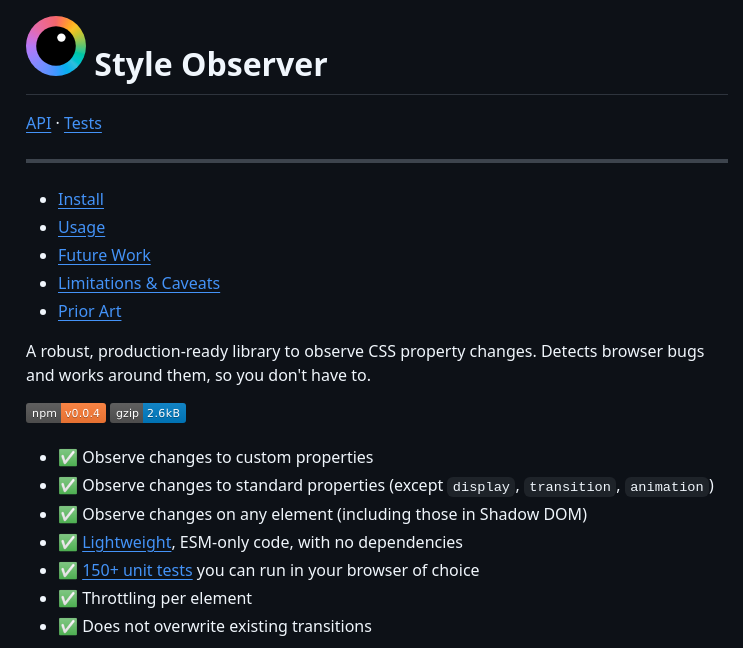 Style Observer
API · Tests
Install
Usage
Future Work
Limitations & Caveats
Prior Art
A robust, production-ready library to observe CSS property changes. Detects browser bugs
and works around them, so you don't have to.
npm v0.0.4 gzip 2.6kB
✅ Observe changes to custom properties
✅ Observe changes to standard properties (except display, transition, animation)
✅ Observe changes on any element (including those in Shadow DOM)
✅ Lightweight, ESM-only code, with no dependencies
✅ 150+ unit tests you can run in your browser of choice
✅ Throttling per element
✅ Does not overwrite existing transitions